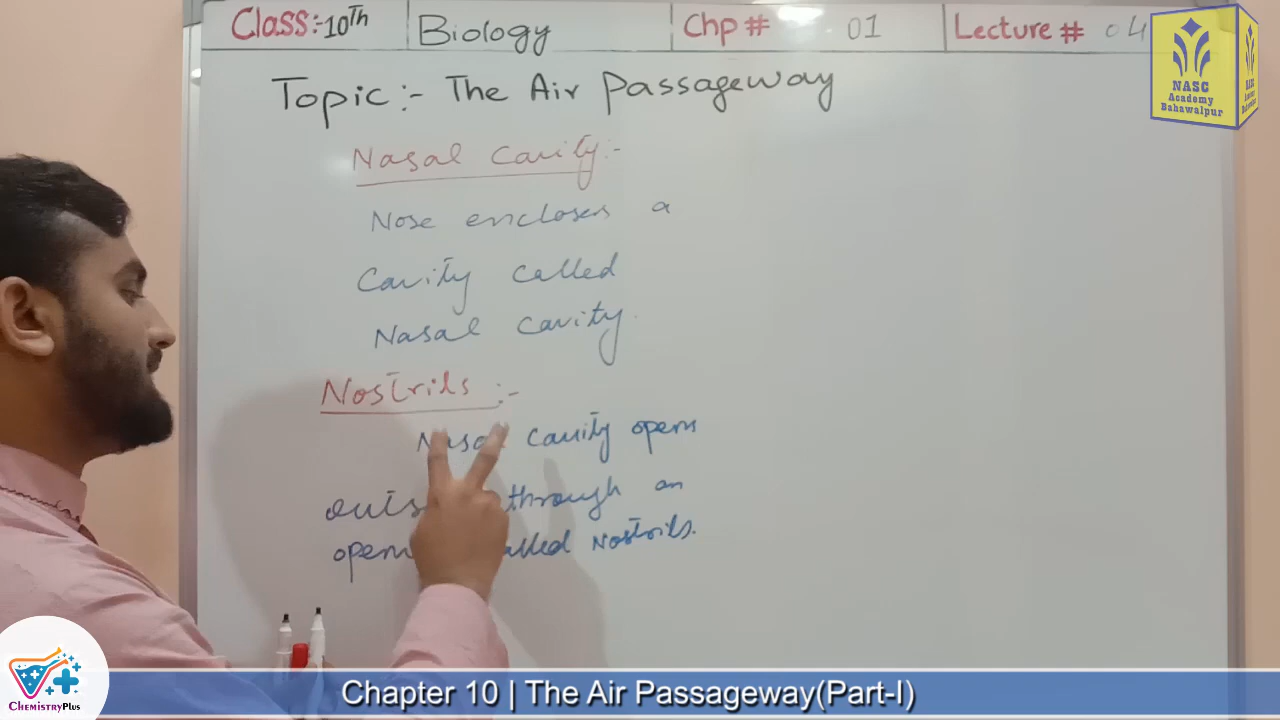 Class:-10Th Biology Chp # 01 Lecture # 04
NASC
Academy
Bahawalpur
Topic:- The Air Passageway
Nasal Cavity:-
Nose encloses a
Cavity called
Nasal cavity.
Nostrils :-
Nasal cavity opens
through an
called Nostrils.
ChemistryPlus
Chapter 10 | The Air Passageway(Part-I)